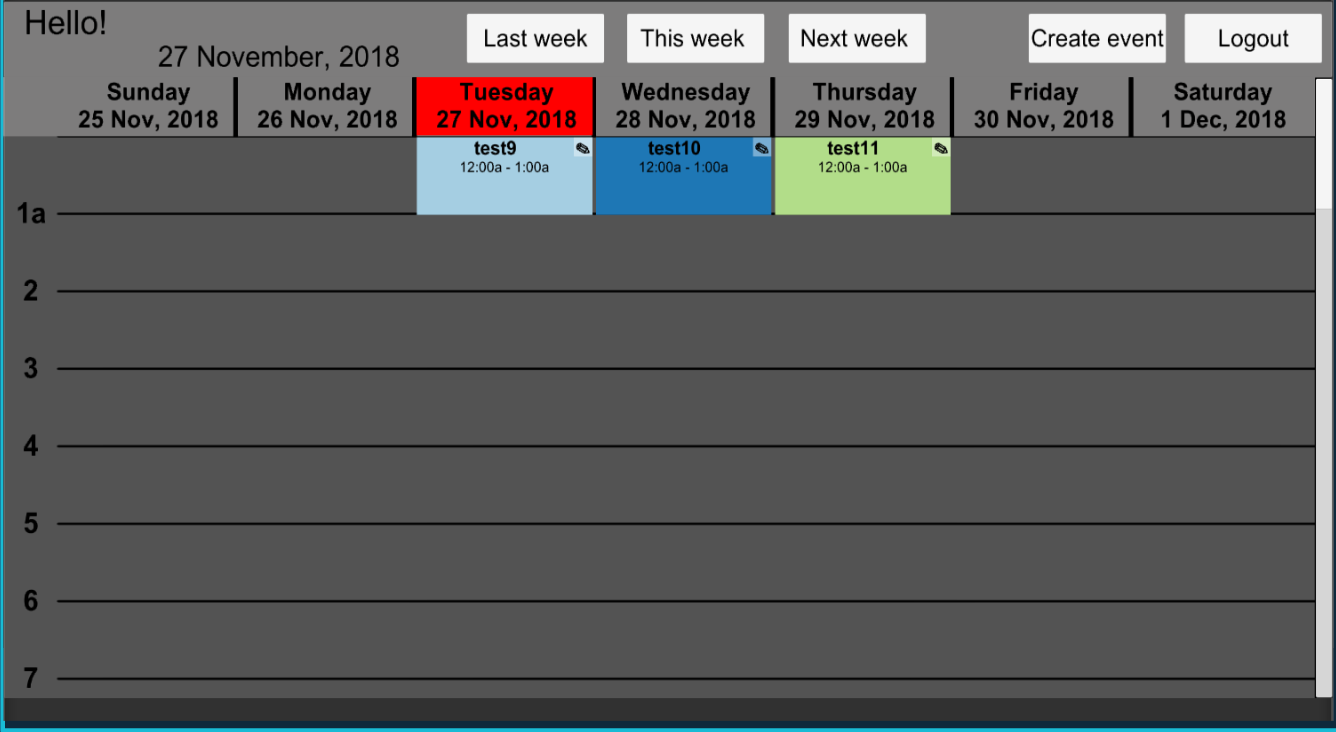 Hello!
27 November, 2018
Last week
This week
Next week
Create event
Logout
Sunday
25 Nov, 2018
Monday
26 Nov, 2018
Tuesday
27 Nov, 2018
Wednesday
28 Nov, 2018
Thursday
29 Nov, 2018
Friday
30 Nov, 2018
Saturday
1 Dec, 2018
test9
12:00a - 1:00a
test10
12:00a - 1:00a
test11
12:00a - 1:00a
1a
2
3
4
5
6
7